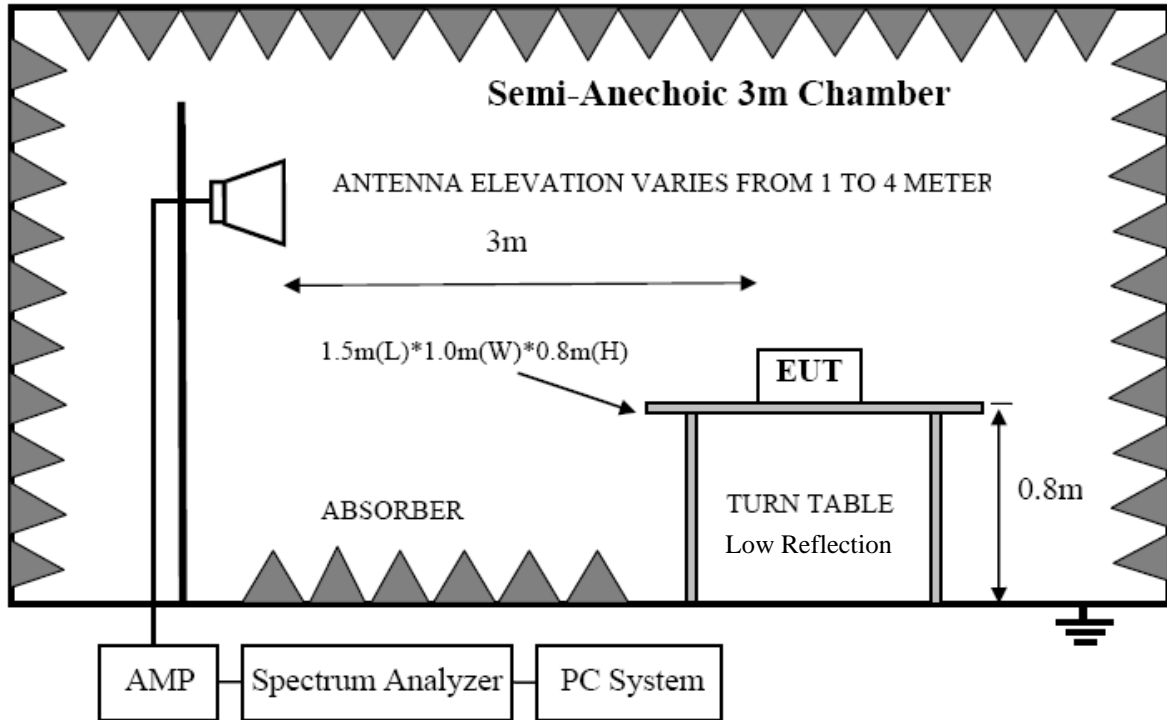 Semi-Anechoic 3m Chamber
ANTENNA ELEVATION VARIES FROM 1 TO 4 METER
3m
1.5m(L)*1.0m(W)*0.8m(H)
EUT
0.8m
ABSORBER
TURN TABLE
Low Reflection
AMP
Spectrum Analyzer
PC System